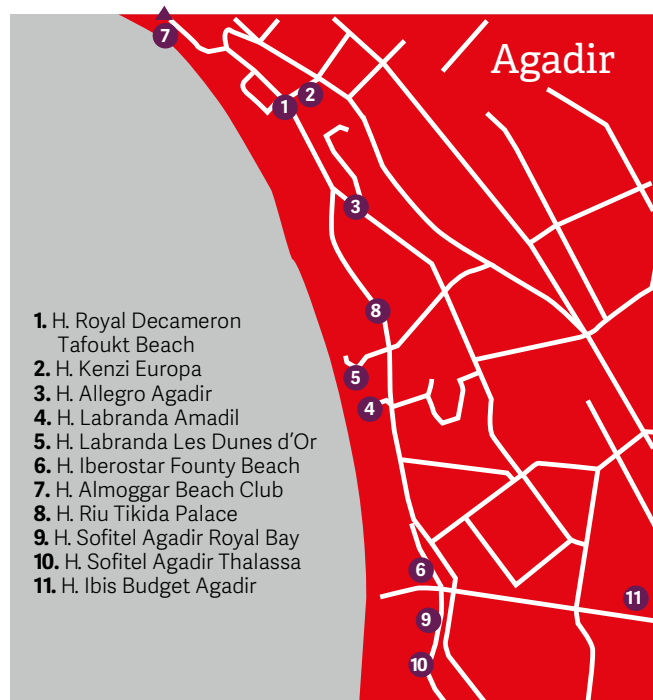 Agadir
7
2
1
3
8
5
4
6
11
9
10
1. H. Royal Decameron
Tafoukt Beach
2. H. Kenzi Europa
3. H. Allegro Agadir
4. H. Labranda Amadil
5. H. Labranda Les Dunes d’Or
6. H. Iberostar Founty Beach
7. H. Almoggar Beach Club
8. H. Riu Tikida Palace
9. H. Sofitel Agadir Royal Bay
10. H. Sofitel Agadir Thalassa
11. H. Ibis Budget Agadir